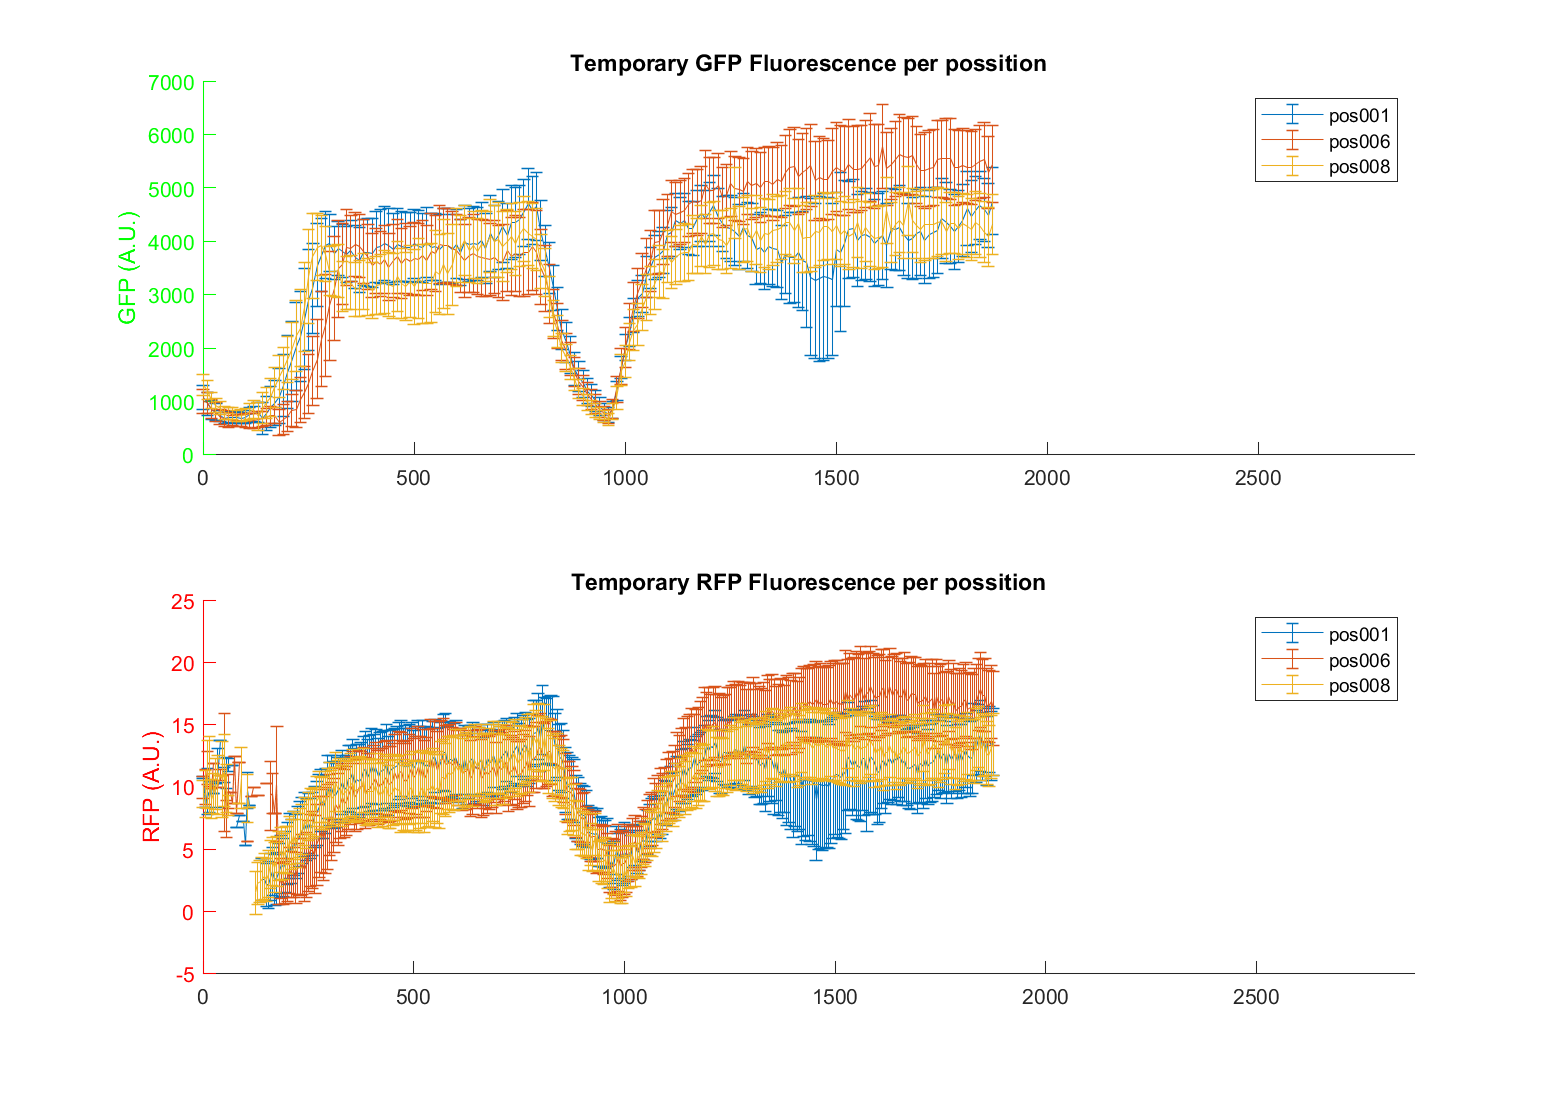 Temporary GFP Fluorescence per possition
7000
6000
5000
4000
3000
2000
1000
0
GFP (A.U.)
0 500 1000 1500 2000 2500
pos001
pos006
pos008
Temporary RFP Fluorescence per possition
25
20
15
10
5
0
-5
RFP (A.U.)
0 500 1000 1500 2000 2500
pos001
pos006
pos008